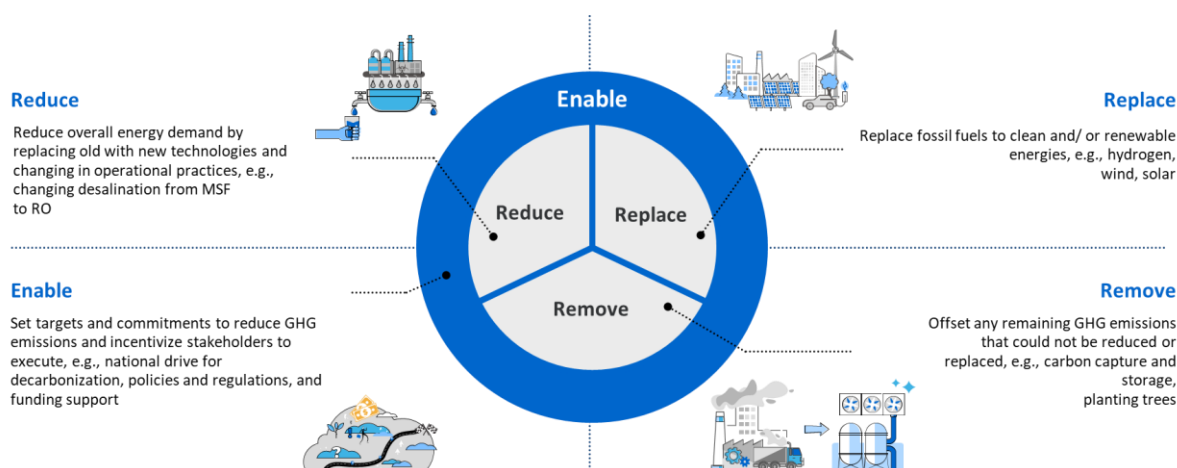 Enable
Reduce
Reduce overall energy demand by
replacing old with new technologies and
changing in operational practices, e.g.,
changing desalination from MSF
to RO
Replace
Replace fossil fuels to clean and/ or renewable
energies, e.g., hydrogen,
wind, solar
Reduce
Replace
Remove
Enable
Set targets and commitments to reduce GHG
emissions and incentivize stakeholders to
execute, e.g., national drive for
decarbonization, policies and regulations, and
funding support
Remove
Offset any remaining GHG emissions
that could not be reduced or
replaced, e.g., carbon capture and
storage,
planting trees